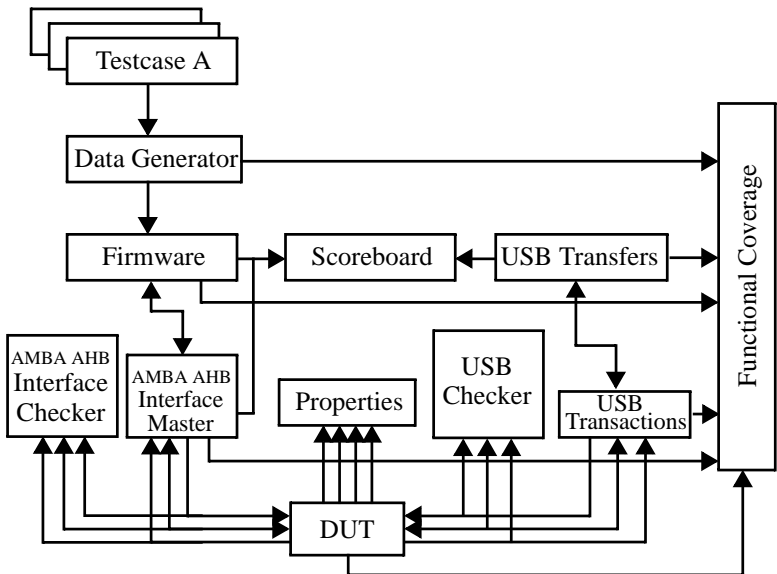 Testcase A
Data Generator
Firmware
Scoreboard
USB Transfers
Functional Coverage
AMBA AHB
Interface
Checker
AMBA AHB
Interface
Master
Properties
USB
Checker
USB
Transactions
DUT